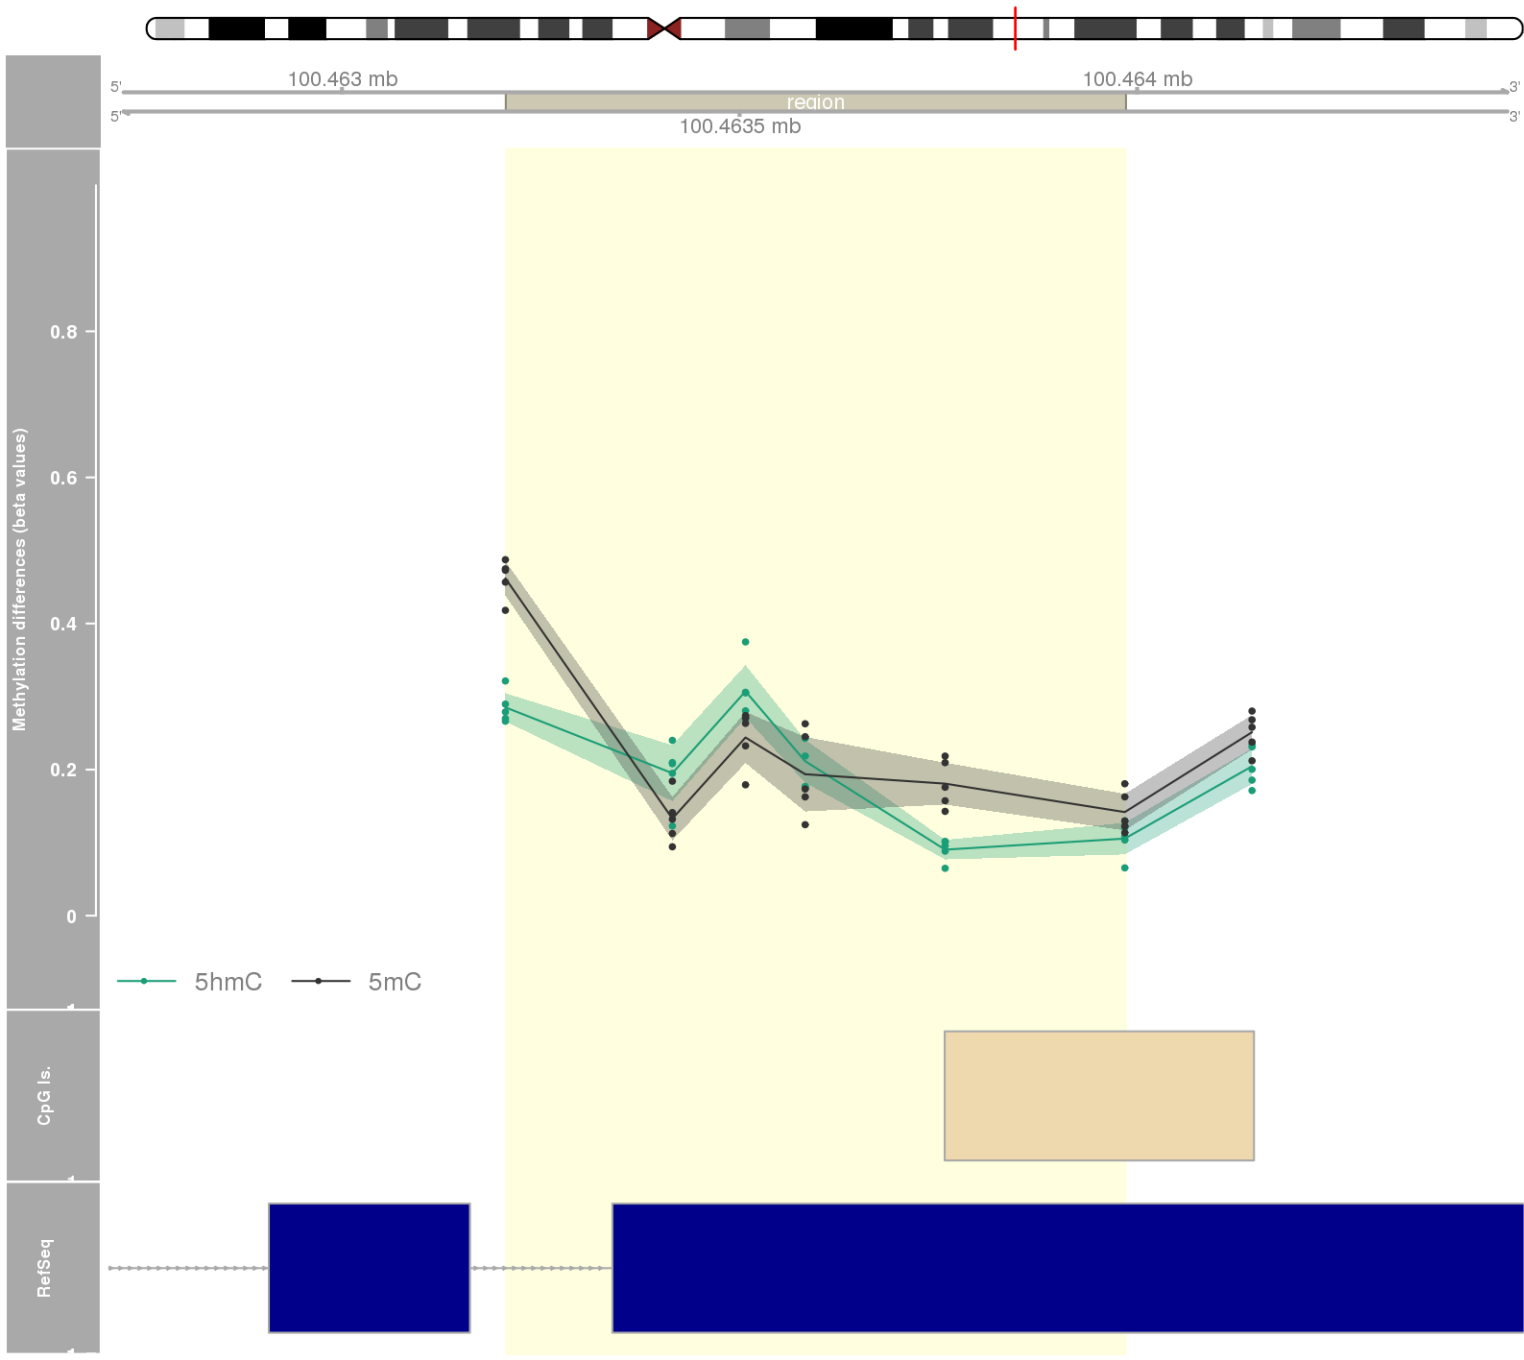 100.463 mb
100.464 mb
5'
3'
region
5'
3'
100.4635 mb
Methylation differences (beta values)
0.8
0.6
0.4
0.2
0
5hmC
5mC
CpG Is.
RefSeq